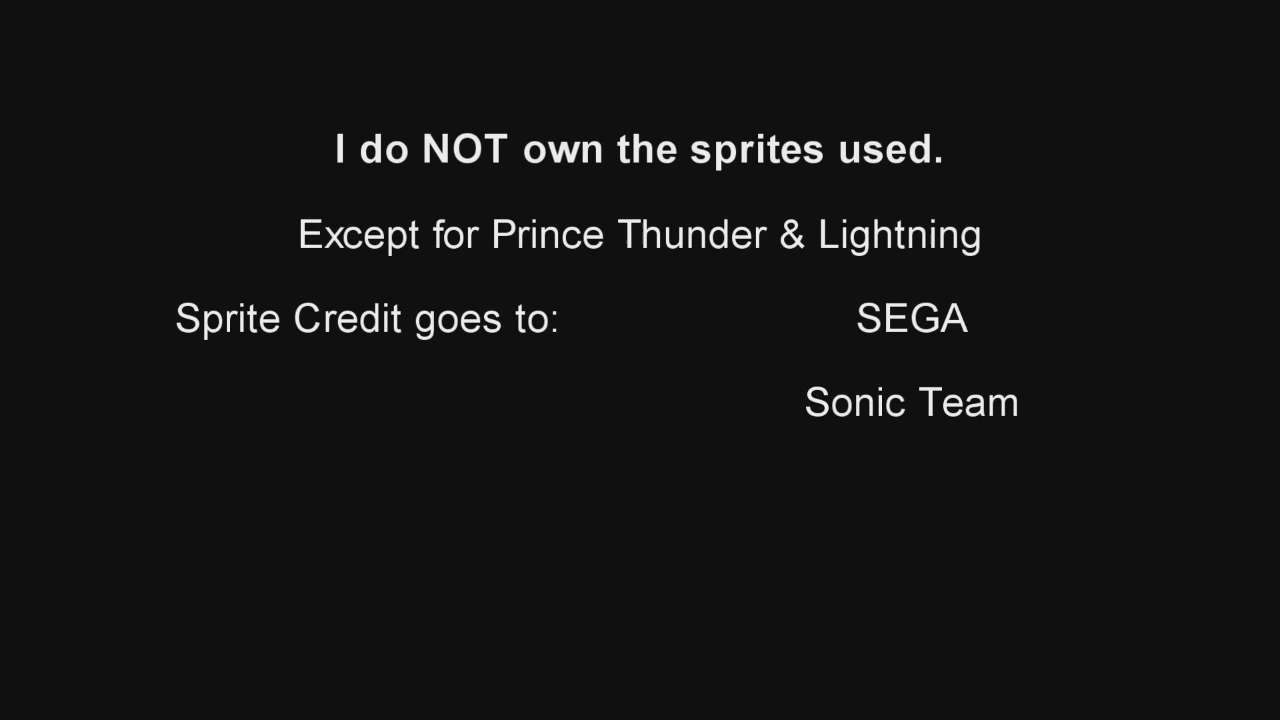 I do NOT own the sprites used.
Except for Prince Thunder & Lightning
Sprite Credit goes to: SEGA
Sonic Team